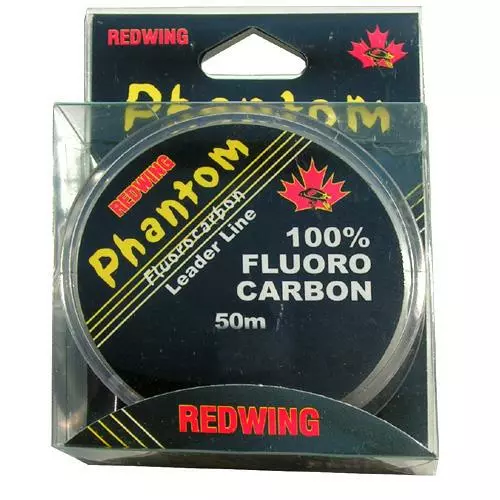 REDWING
Phantom
REDWING
Phantom
Fluorocarbon
Leader Line
100%
FLUORO
CARBON
50m
REDWING